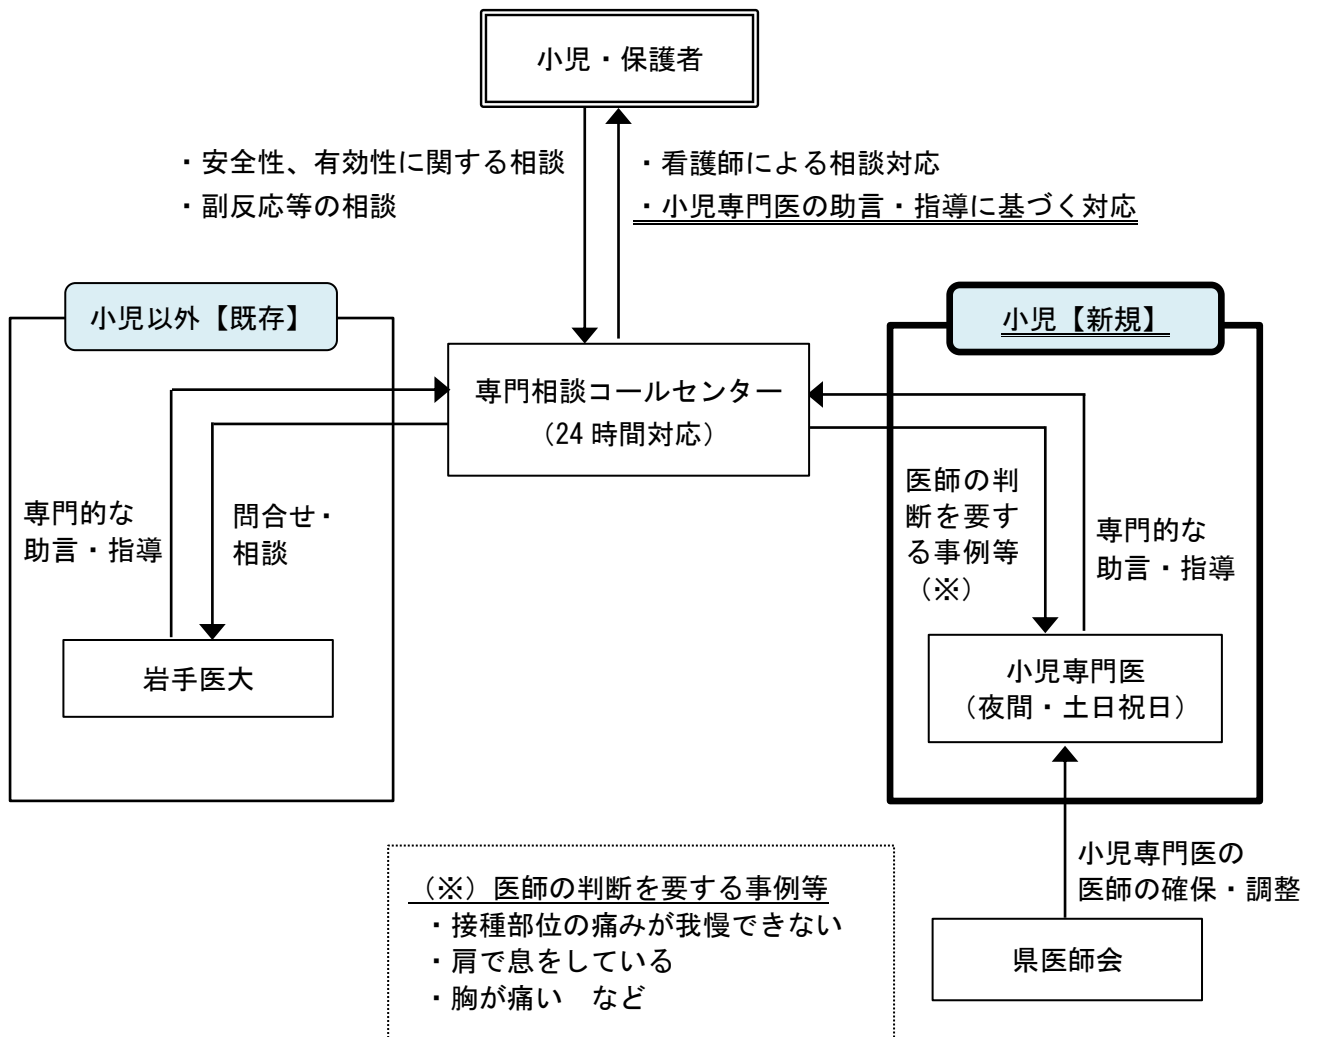 小児・保護者
・安全性、有効性に関する相談
・副反応等の相談
・看護師による相談対応
・小児専門医の助言・指導に基づく対応
小児以外【既存】
小児【新規】
専門相談コールセンター
（24時間対応）
専門的な
助言・指導
問合せ・
相談
医師の判
断を要す
る事例等
（※）
専門的な
助言・指導
岩手医大
小児専門医
（夜間・土日祝日）
小児専門医の
医師の確保・調整
県医師会
（※）医師の判断を要する事例等
・接種部位の痛みが我慢できない
・肩で息をしている
・胸が痛い　など